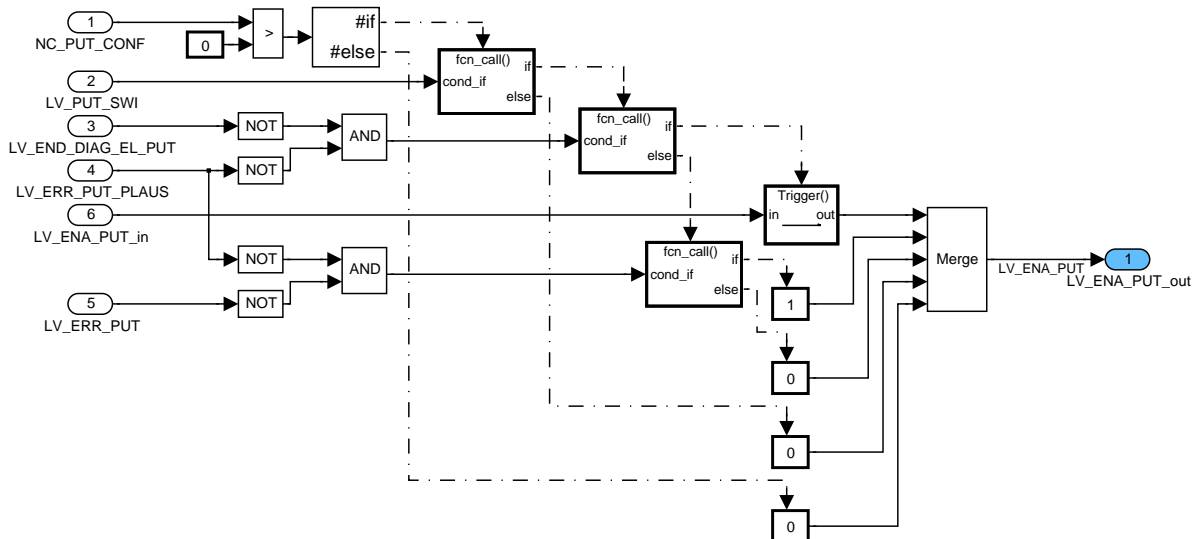 1
NC_PUT_CONF
0
>
#if
#else
fcn_call()
cond_if
if
else
2
LV_PUT_SWI
fcn_call()
cond_if
if
else
3
LV_END_DIAG_EL_PUT
NOT
AND
4
LV_ERR_PUT_PLAUS
NOT
Trigger()
in
out
6
LV_ENA_PUT_in
fcn_call()
cond_if
if
else
NOT
AND
Merge
LV_ENA_PUT
1
LV_ENA_PUT_out
5
LV_ERR_PUT
NOT
1
0
0
0